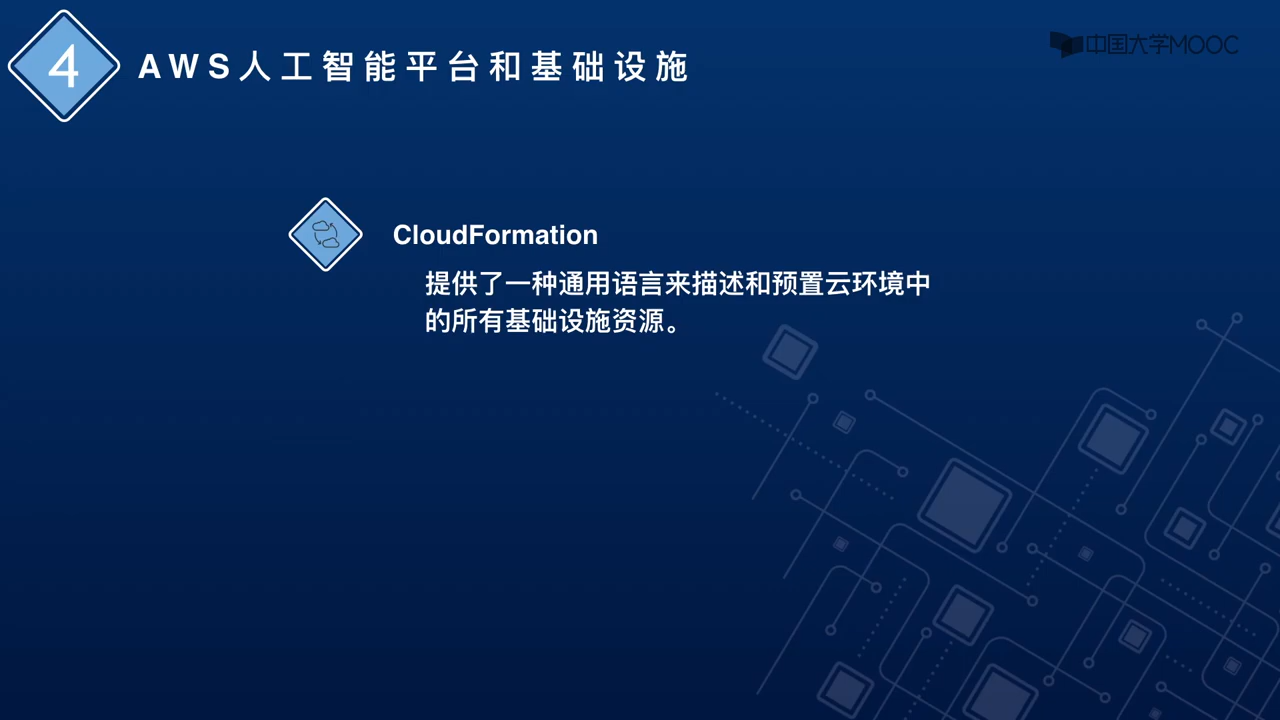 4
AWS人工智能平台和基础设施
中国大学MOOC
CloudFormation
提供了一种通用语言来描述和预置云环境中
的所有基础设施资源。